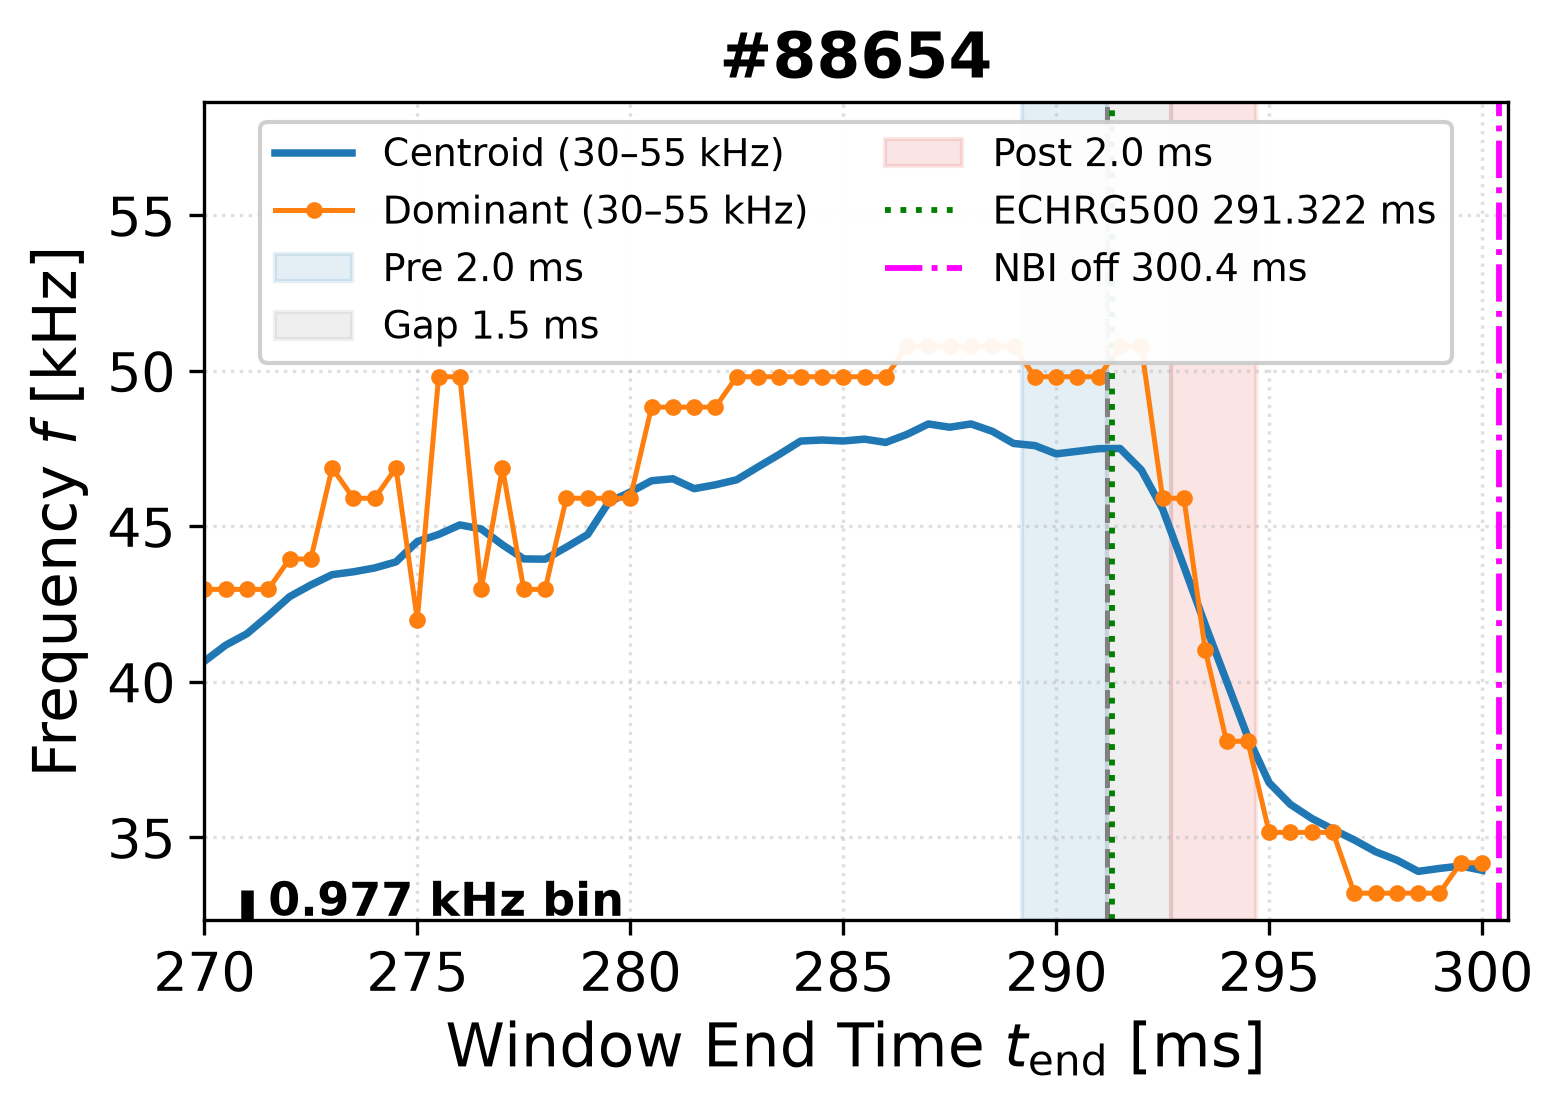 #88654
Centroid (30–55 kHz)
Dominant (30–55 kHz)
Pre 2.0 ms
Gap 1.5 ms
Post 2.0 ms
ECHRG500 291.322 ms
NBI off 300.4 ms
Frequency f [kHz]
55
50
45
40
35
0.977 kHz bin
270 275 280 285 290 295 300
Window End Time t_end [ms]